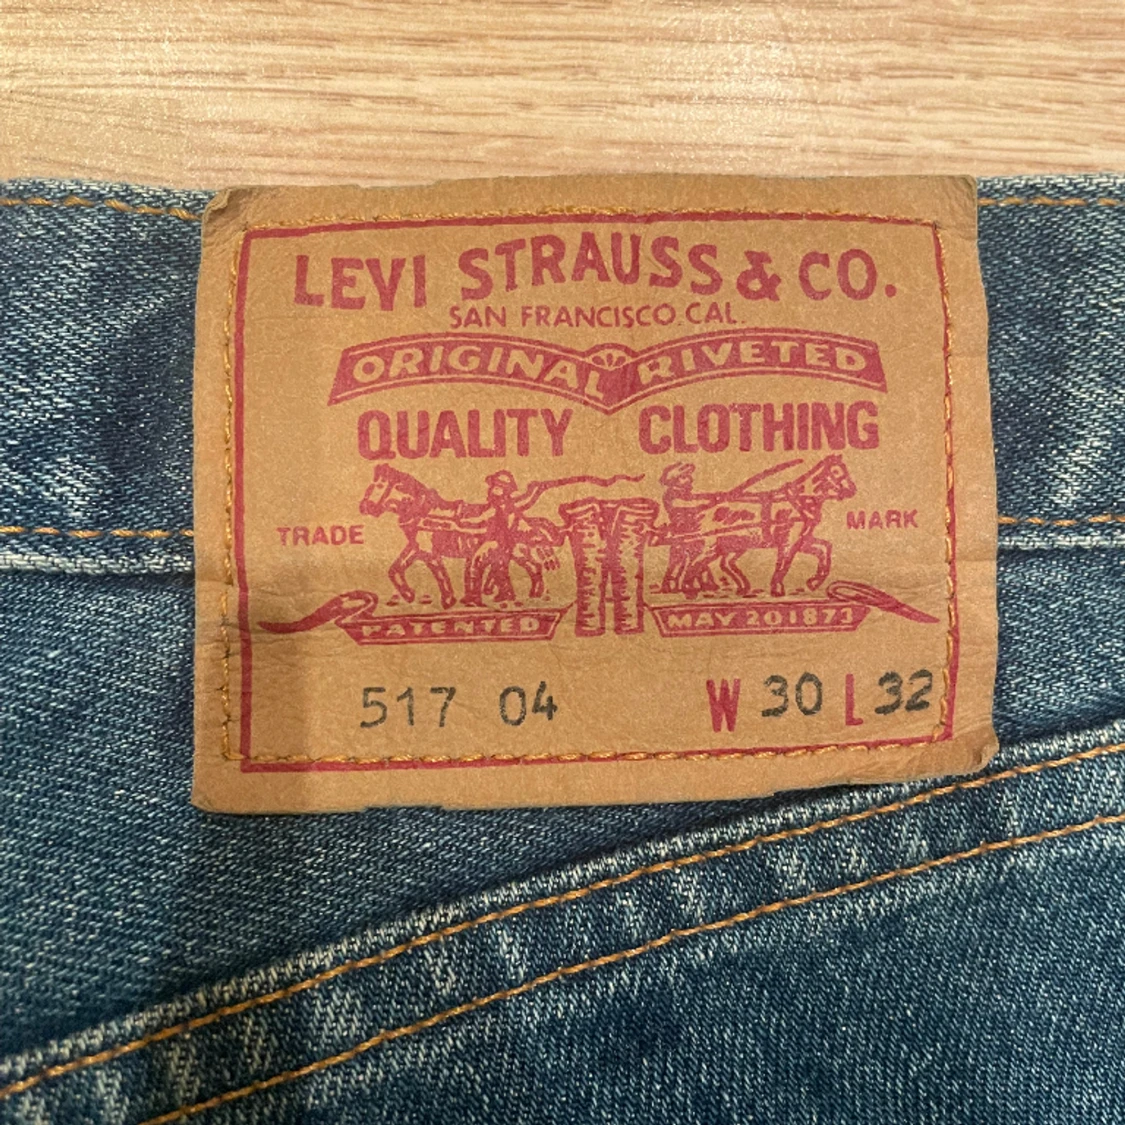 LEVI STRAUSS & CO.
SAN FRANCISCO. CAL.
ORIGINAL RIVETED
QUALITY CLOTHING
TRADE MARK
PATENTED MAY 20 1873
517 04 W 30 L 32